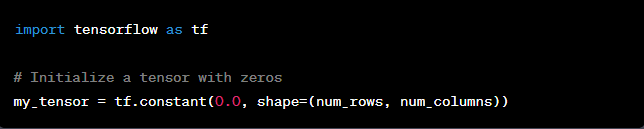 import tensorflow as tf
# Initialize a tensor with zeros
my_tensor = tf.constant(0.0, shape=(num_rows, num_columns))